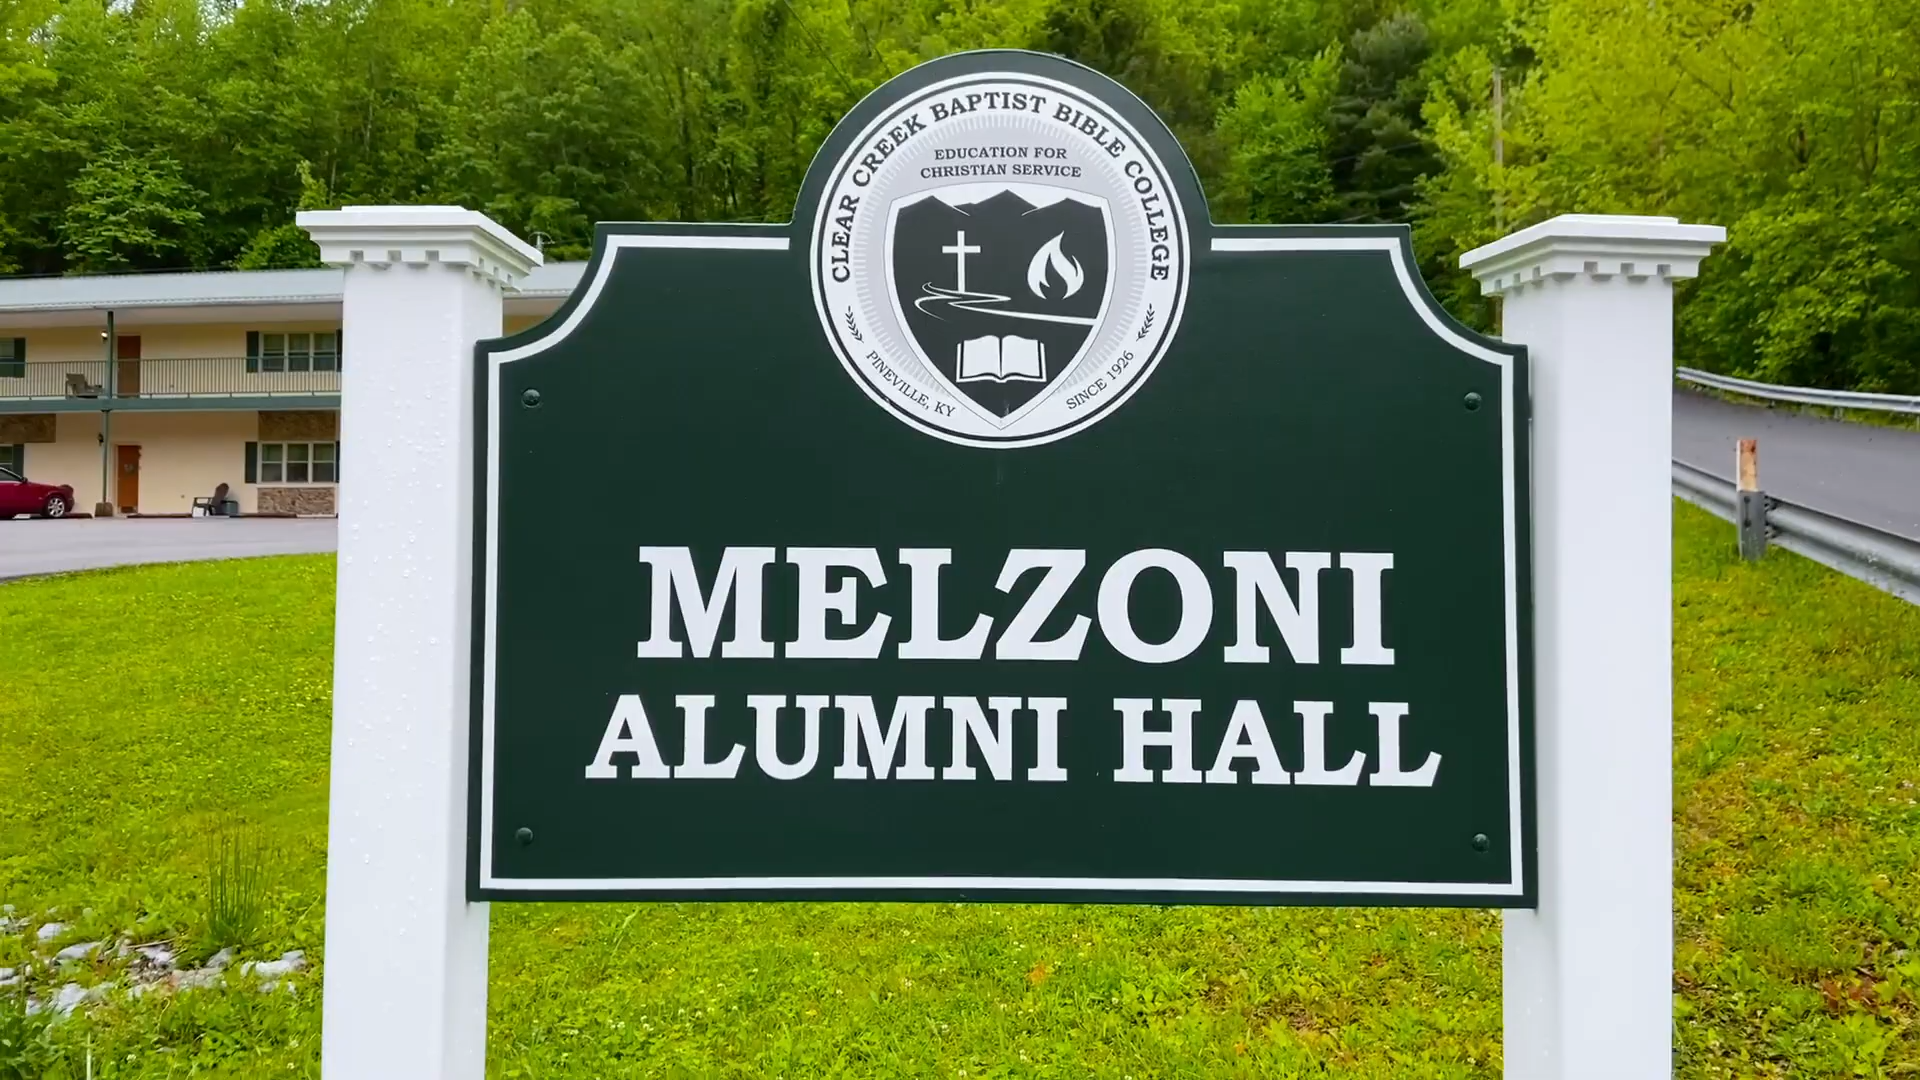 CLEAR CREEK BAPTIST BIBLE COLLEGE
EDUCATION FOR
CHRISTIAN SERVICE
PINEVILLE, KY
SINCE 1926
MELZONI
ALUMNI HALL